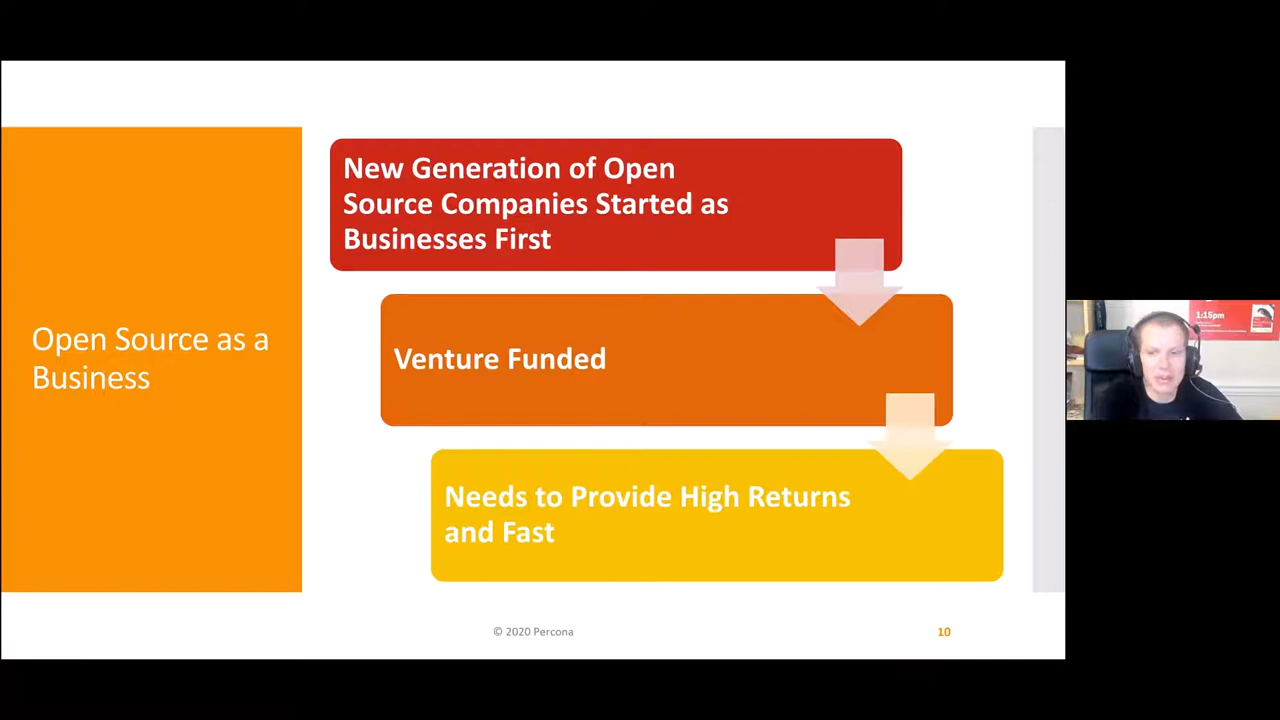 Open Source as a
Business
New Generation of Open
Source Companies Started as
Businesses First
Venture Funded
Needs to Provide High Returns
and Fast
© 2020 Percona
10
1:15pm